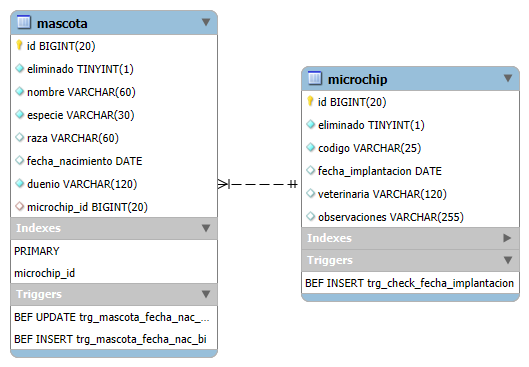 mascota
id BIGINT(20)
eliminado TINYINT(1)
nombre VARCHAR(60)
especie VARCHAR(30)
raza VARCHAR(60)
fecha_nacimiento DATE
duenio VARCHAR(120)
microchip_id BIGINT(20)
Indexes
PRIMARY
microchip_id
Triggers
BEF UPDATE trg_mascota_fecha_nac_...
BEF INSERT trg_mascota_fecha_nac_bi
microchip
id BIGINT(20)
eliminado TINYINT(1)
codigo VARCHAR(25)
fecha_implantacion DATE
veterinaria VARCHAR(120)
observaciones VARCHAR(255)
Indexes
Triggers
BEF INSERT trg_check_fecha_implantacion